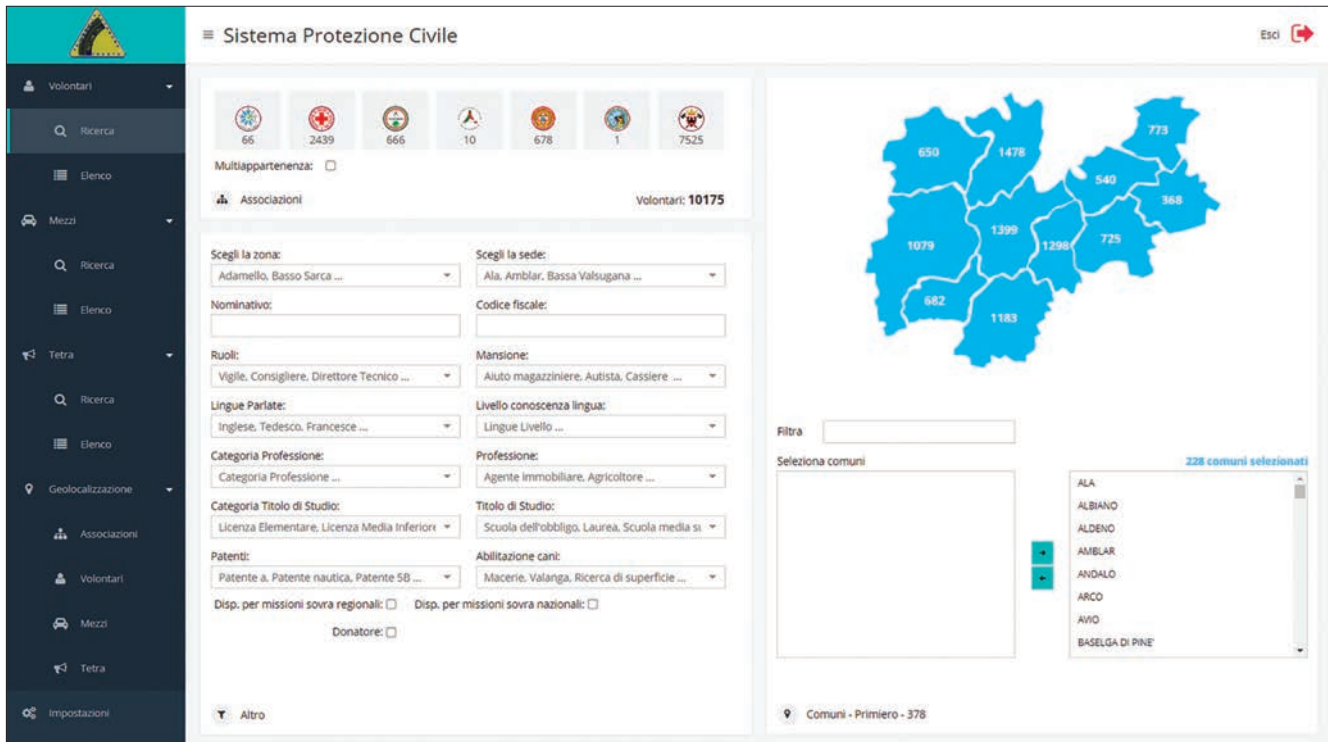 Sistema Protezione Civile
Esci
Volontari
Ricerca
Elenco
Mezzi
Ricerca
Elenco
Tetra
Ricerca
Elenco
Geolocalizzazione
Associazioni
Volontari
Mezzi
Tetra
Impostazioni
66 2439 666 10 678 1 7525
Multiappartenenza:
Associazioni Volontari: 10175
Scegli la zona: Scegli la sede:
Adamello, Basso Sarca ... Ala, Amblar, Bassa Valsugana ...
Nominativo: Codice fiscale:
Ruoli: Mansione:
Vigile, Consigliere, Direttore Tecnico ... Aiuto magazziniere, Autista, Cassiere ...
Lingue Parlate: Livello conoscenza lingua:
Inglese, Tedesco, Francesce ... Lingue Livello ...
Categoria Professione: Professione:
Categoria Professione ... Agente Immobiliare, Agricoltore ...
Categoria Titolo di Studio: Titolo di Studio:
Licenza Elementare, Licenza Media Inferiore Scuola dell'obbligo, Laurea, Scuola media su
Patenti: Abilitazione cani:
Patente a, Patente nautica, Patente 5B ... Macerie, Valanga, Ricerca di superficie ...
Disp. per missioni sovra regionali: Disp. per missioni sovra nazionali:
Donatore:
Altro
773
650 1478
540
368
1399
1079 1298 725
682
1183
Filtra
Seleziona comuni 228 comuni selezionati
ALA
ALBIANO
ALDENO
AMBLAR
ANDALO
ARCO
AVIO
BASELGA DI PINE'
Comuni - Primiero - 378